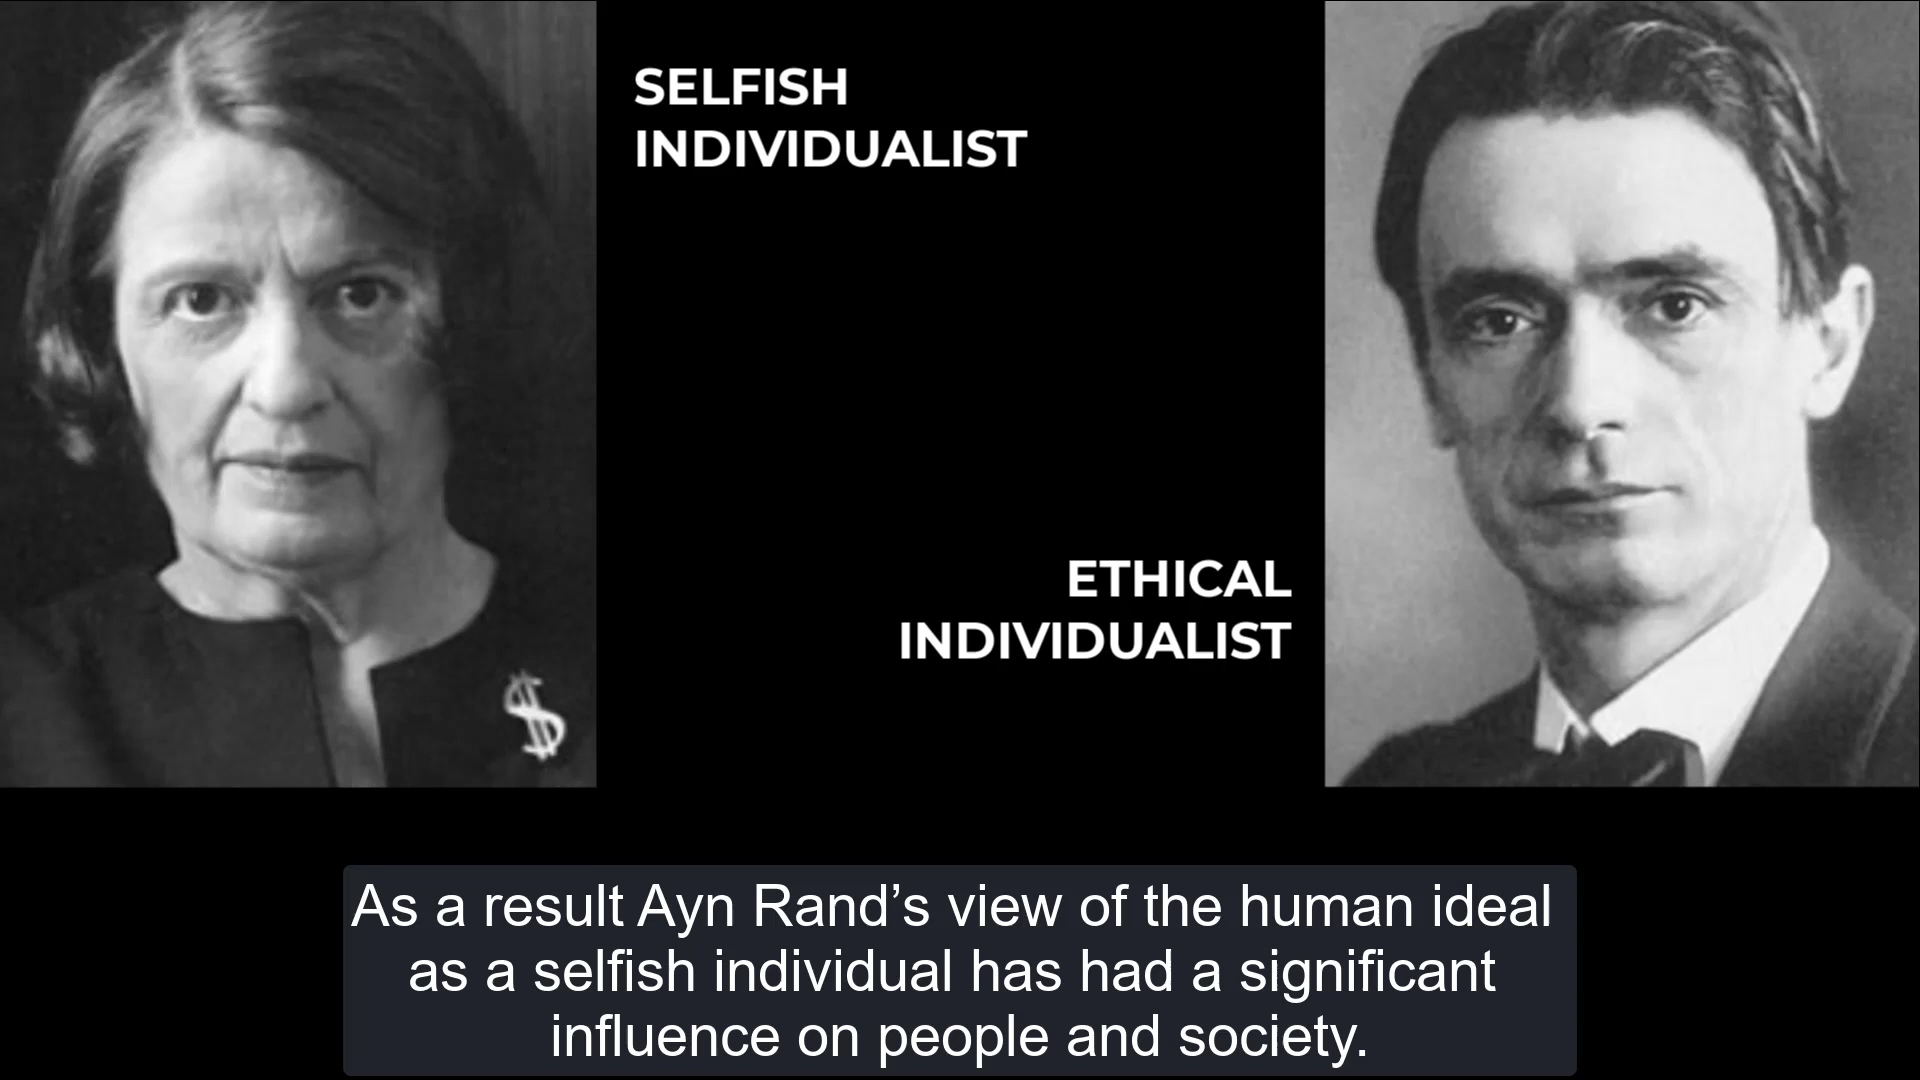 SELFISH
INDIVIDUALIST
ETHICAL
INDIVIDUALIST
$
As a result Ayn Rand’s view of the human ideal
as a selfish individual has had a significant
influence on people and society.